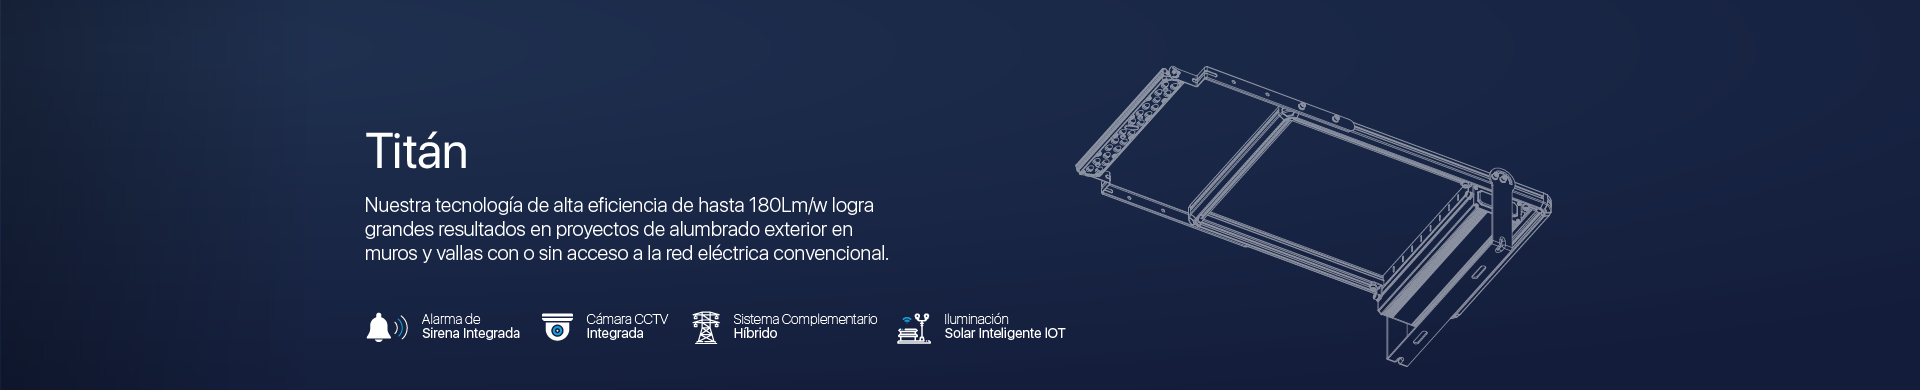 Titán
Nuestra tecnología de alta eficiencia de hasta 180Lm/w logra
grandes resultados en proyectos de alumbrado exterior en
muros y vallas con o sin acceso a la red eléctrica convencional.
Alarma de
Sirena Integrada
Cámara CCTV
Integrada
Sistema Complementario
Híbrido
Iluminación
Solar Inteligente IOT